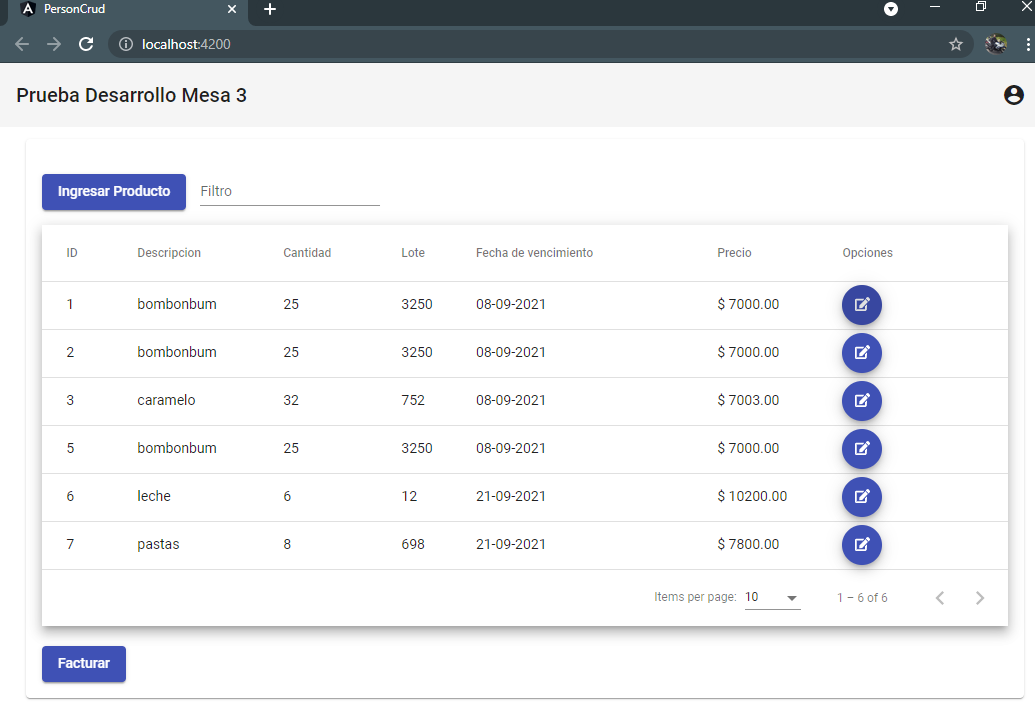 PersonCrud
localhost:4200
Prueba Desarrollo Mesa 3
Ingresar Producto Filtro
ID Descripcion Cantidad Lote Fecha de vencimiento Precio Opciones
1 bombonbum 25 3250 08-09-2021 $ 7000.00
2 bombonbum 25 3250 08-09-2021 $ 7000.00
3 caramelo 32 752 08-09-2021 $ 7003.00
5 bombonbum 25 3250 08-09-2021 $ 7000.00
6 leche 6 12 21-09-2021 $ 10200.00
7 pastas 8 698 21-09-2021 $ 7800.00
Items per page: 10 1 – 6 of 6
Facturar